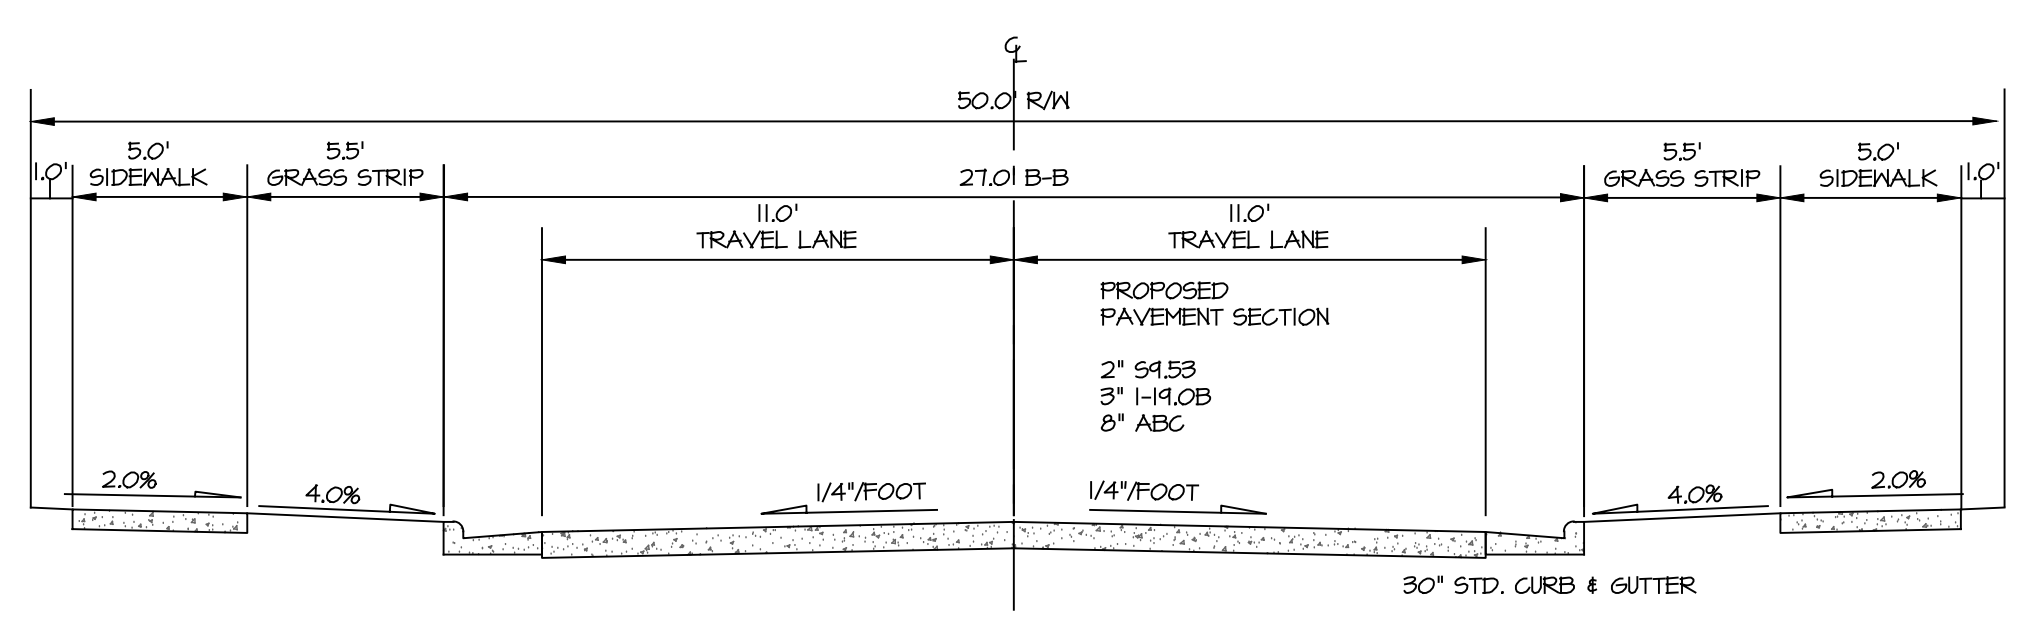 ℄
50.0' R/W
5.0'
SIDEWALK
5.5'
GRASS STRIP
1.0'
27.0' B-B
5.5'
GRASS STRIP
5.0'
SIDEWALK
1.0'
11.0'
TRAVEL LANE
11.0'
TRAVEL LANE
PROPOSED
PAVEMENT SECTION
2" S9.53
3" 1-19.0B
8" ABC
2.0%
4.0%
1/4"/FOOT
1/4"/FOOT
4.0%
2.0%
30" STD. CURB & GUTTER